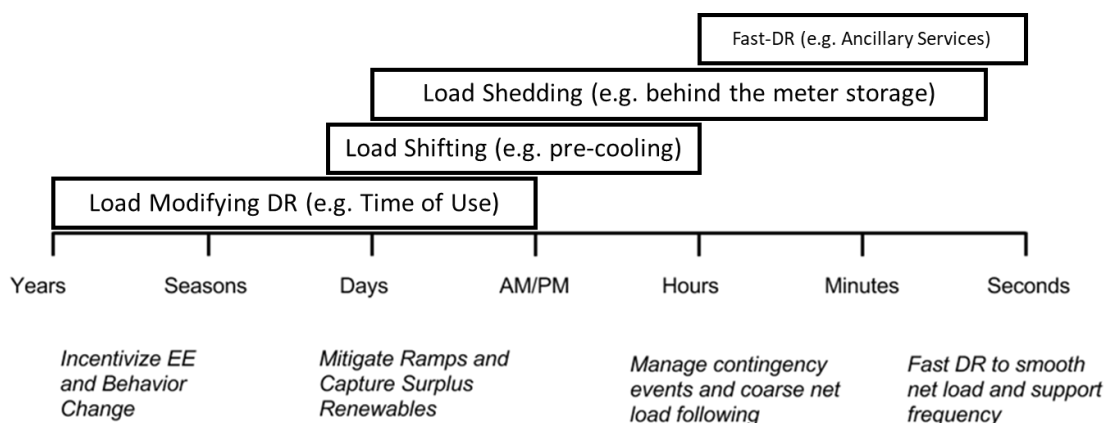 Fast-DR (e.g. Ancillary Services)
Load Shedding (e.g. behind the meter storage)
Load Shifting (e.g. pre-cooling)
Load Modifying DR (e.g. Time of Use)
Years
Seasons
Days
AM/PM
Hours
Minutes
Seconds
Incentivize EE
and Behavior
Change
Mitigate Ramps and
Capture Surplus
Renewables
Manage contingency
events and coarse net
load following
Fast DR to smooth
net load and support
frequency